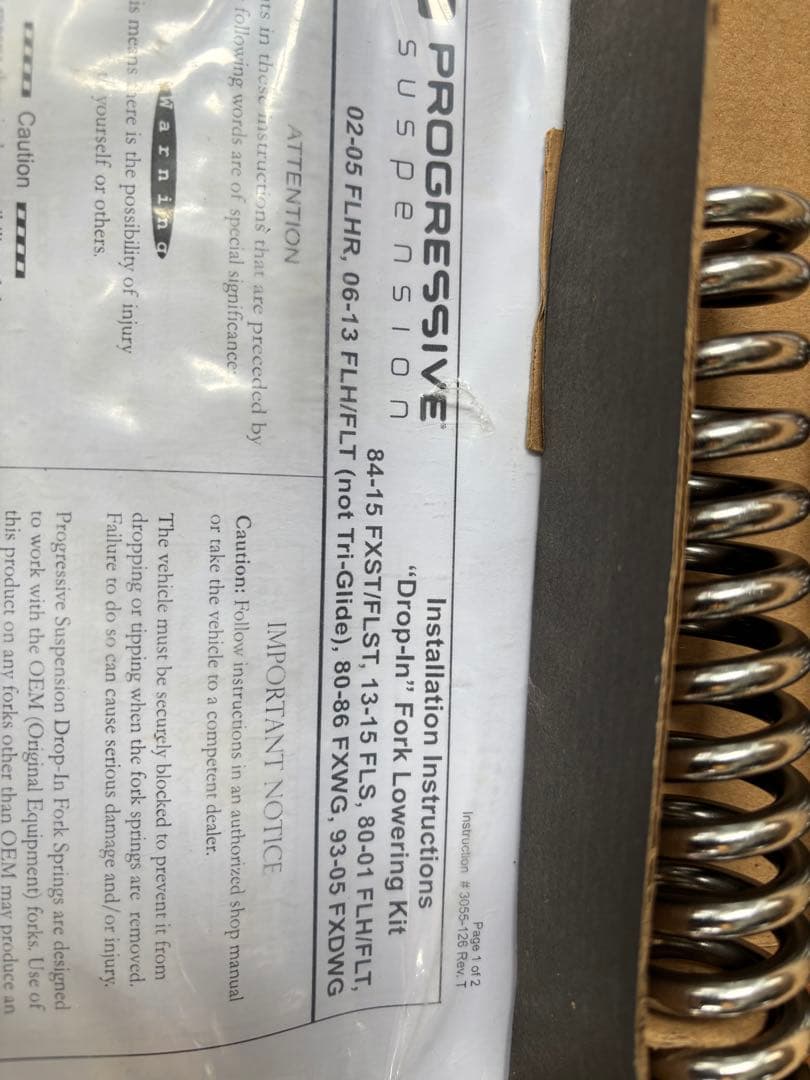 Page 1 of 2
Instruction # 3055-126 Rev. T
PROGRESSIVE
suspension
Installation Instructions
"Drop-In" Fork Lowering Kit
84-15 FXST/FLST, 13-15 FLS, 80-01 FLH/FLT,
02-05 FLHR, 06-13 FLH/FLT (not Tri-Glide), 80-86 FXWG, 93-05 FXDWG
ATTENTION
in these instructions that are preceded by
following words are of special significance
Warning
means there is the possibility of injury
yourself or others.
Caution
IMPORTANT NOTICE
Caution: Follow instructions in an authorized shop manual
or take the vehicle to a competent dealer.
The vehicle must be securely blocked to prevent it from
dropping or tipping when the fork springs are removed.
Failure to do so can cause serious damage and/or injury.
Progressive Suspension Drop-In Fork Springs are designed
to work with the OEM (Original Equipment) forks. Use of
this product on any forks other than OEM may produce an